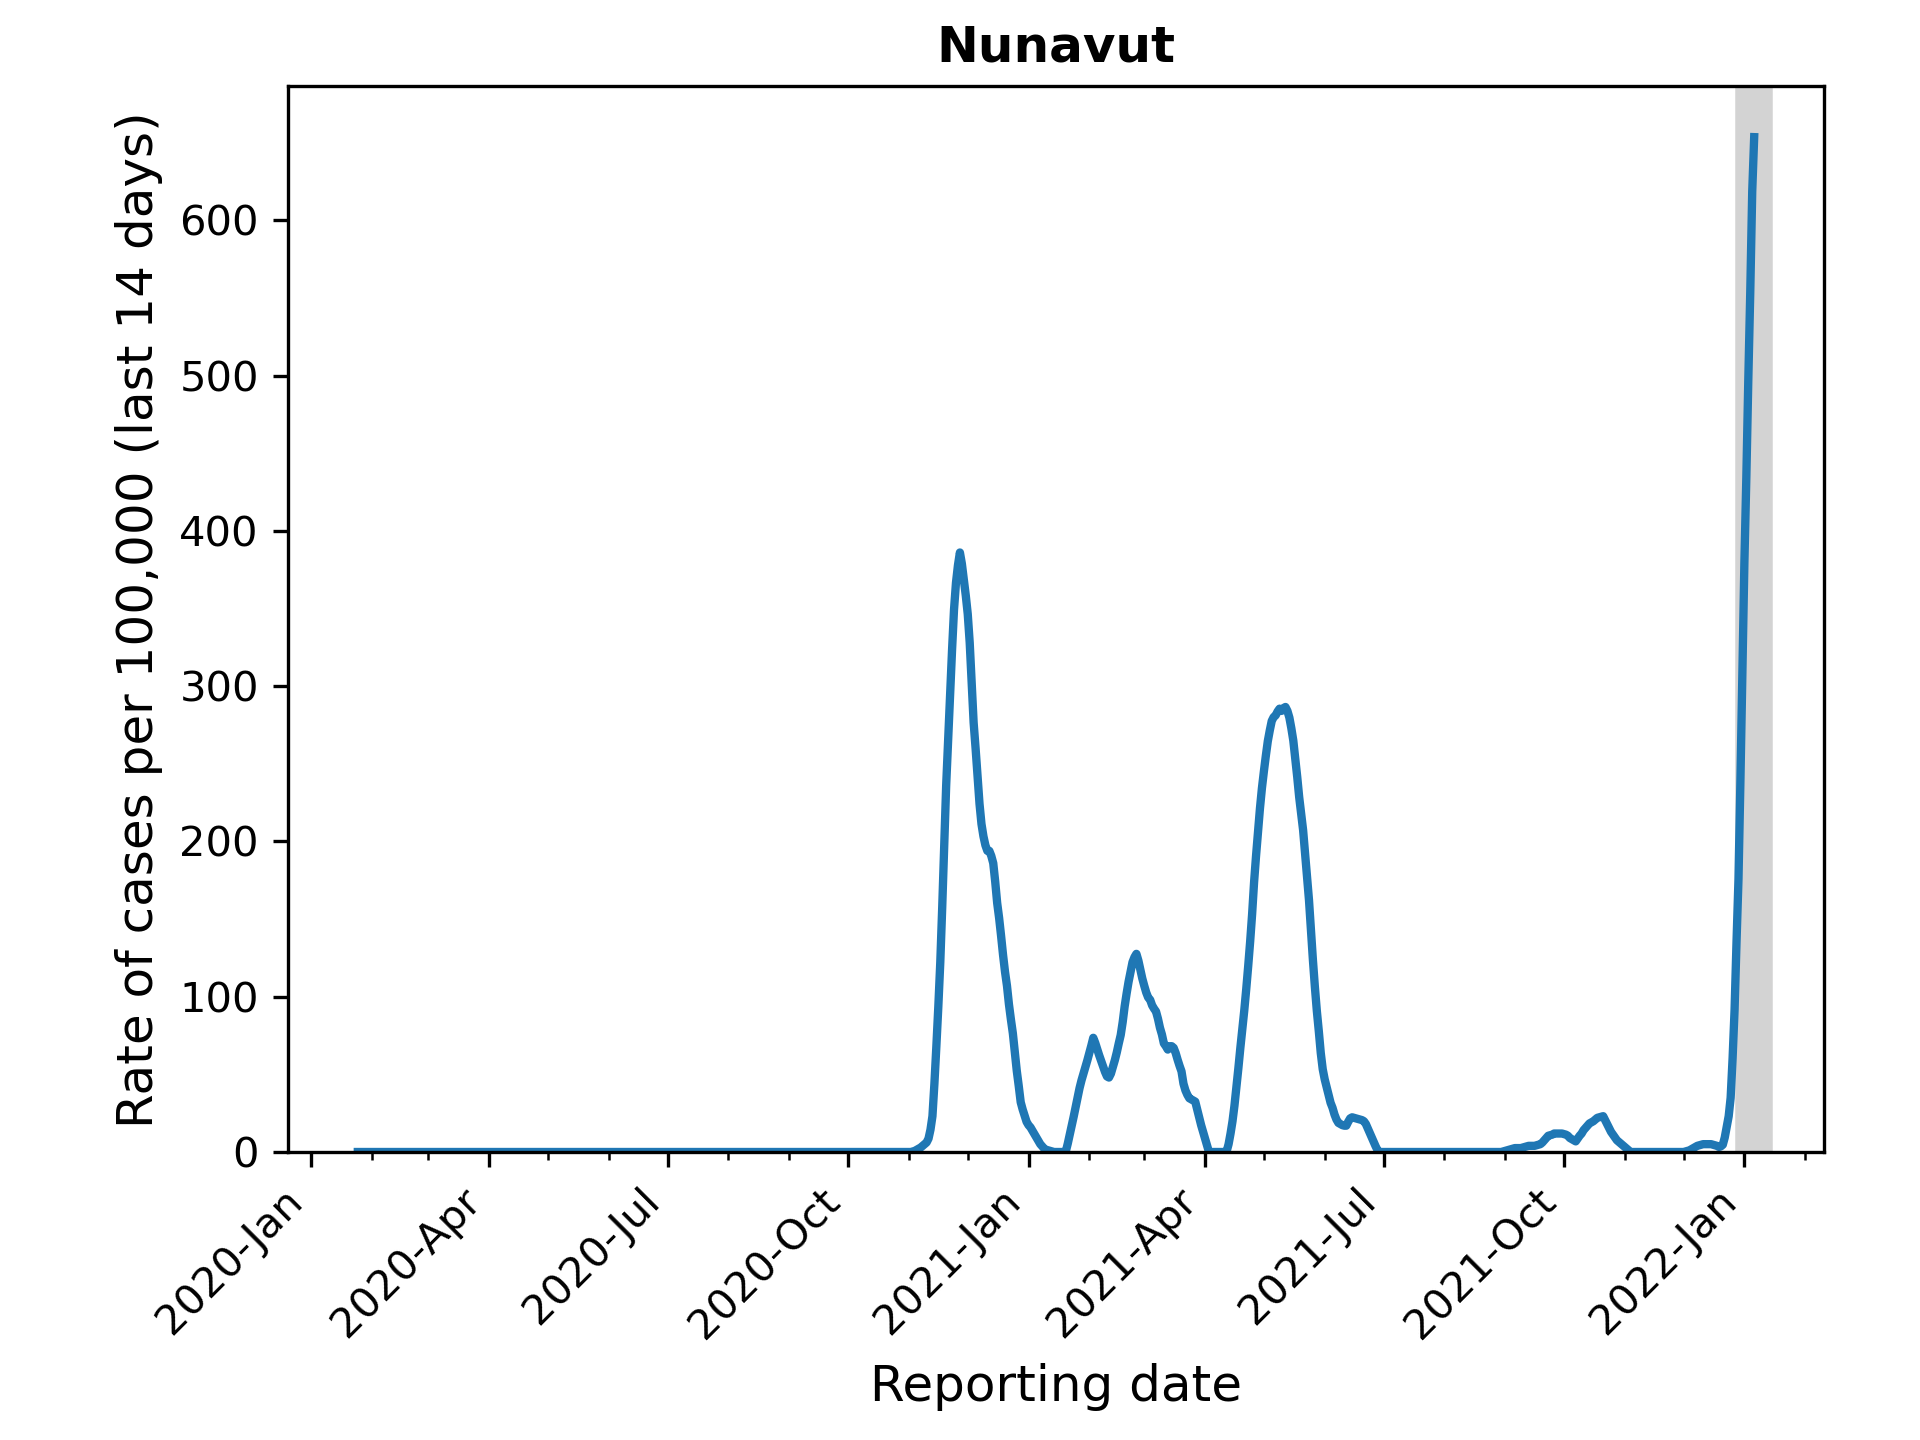 Nunavut
Rate of cases per 100,000 (last 14 days)
600
500
400
300
200
100
0
2020-Jan
2020-Apr
2020-Jul
2020-Oct
2021-Jan
2021-Apr
2021-Jul
2021-Oct
2022-Jan
Reporting date